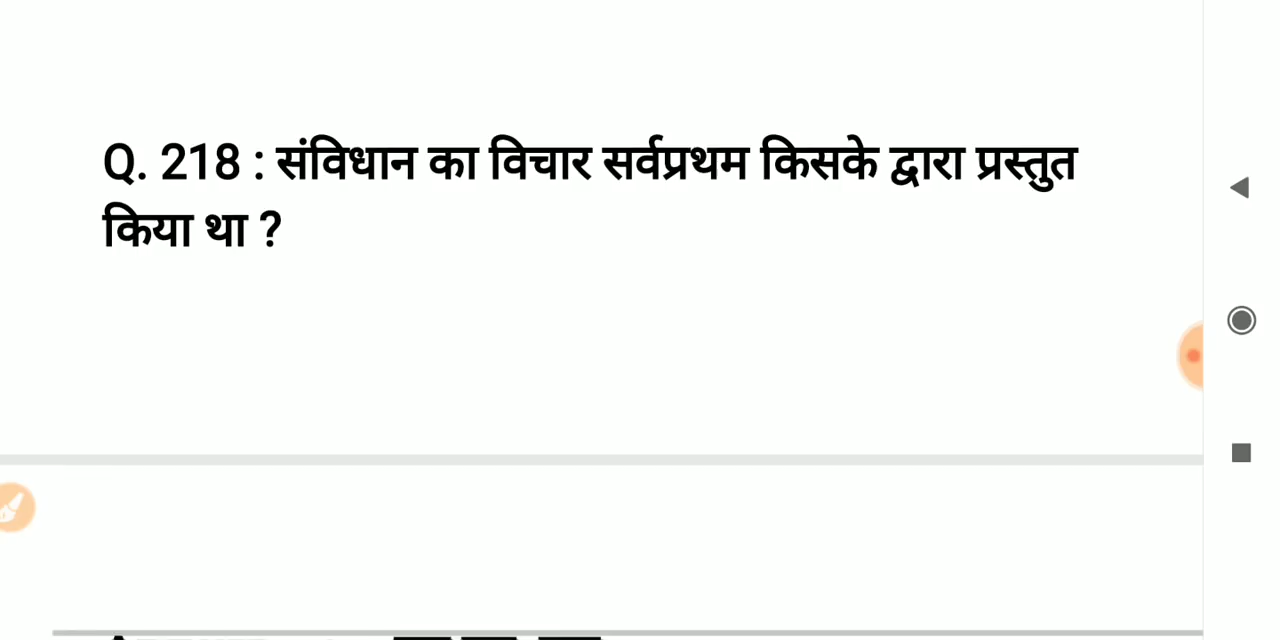 Q. 218 : संविधान का विचार सर्वप्रथम किसके द्वारा प्रस्तुत
किया था ?